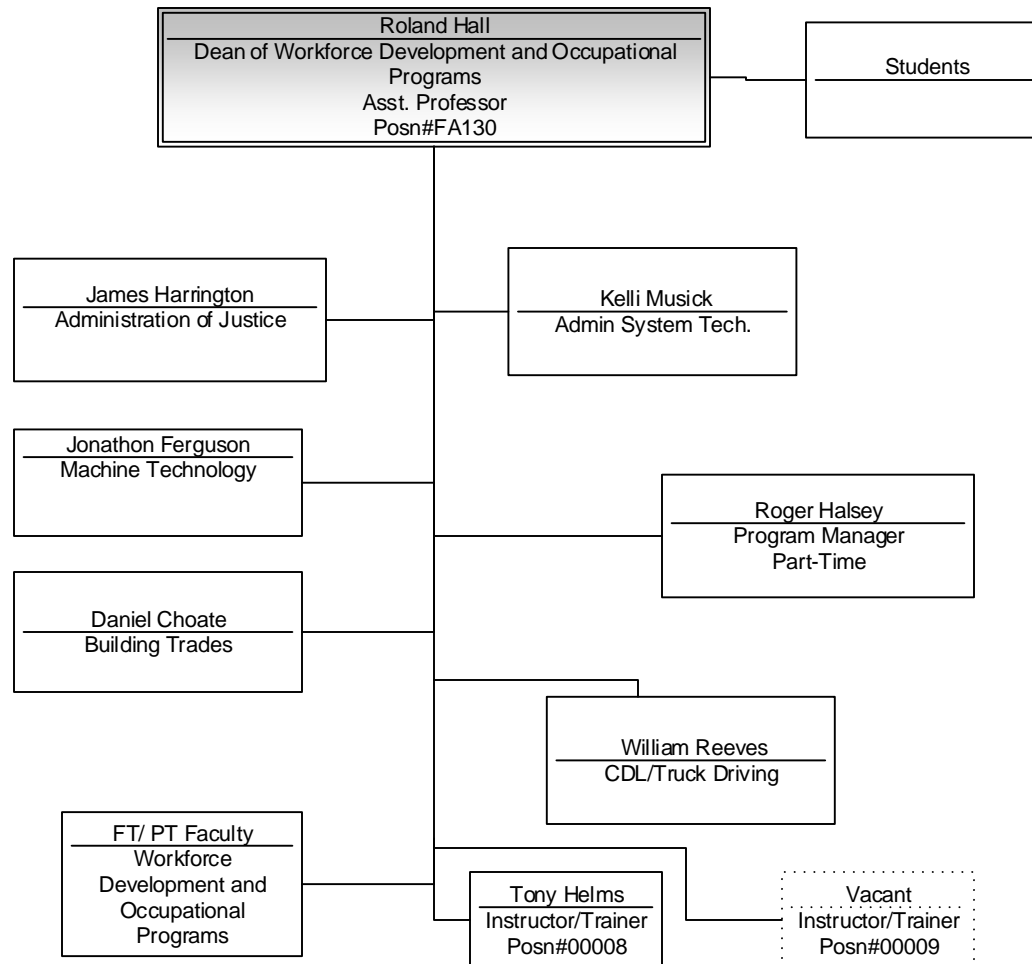 Roland Hall
Dean of Workforce Development and Occupational
Programs
Asst. Professor
Posn#FA130
Students
James Harrington
Administration of Justice
Kelli Musick
Admin System Tech.
Jonathon Ferguson
Machine Technology
Roger Halsey
Program Manager
Part-Time
Daniel Choate
Building Trades
William Reeves
CDL/Truck Driving
FT/ PT Faculty
Workforce
Development and
Occupational
Programs
Tony Helms
Instructor/Trainer
Posn#00008
Vacant
Instructor/Trainer
Posn#00009